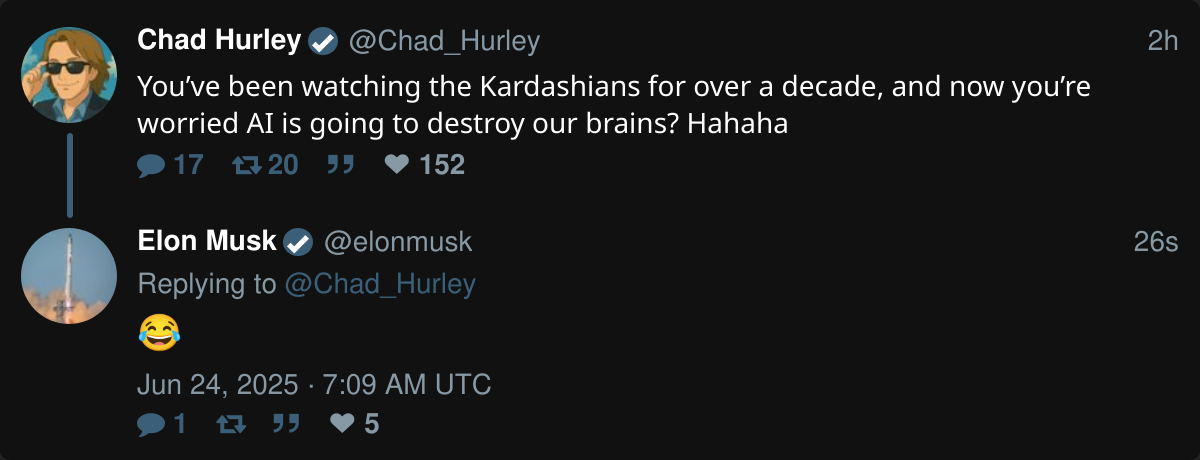 Chad Hurley @Chad_Hurley 2h
You’ve been watching the Kardashians for over a decade, and now you’re
worried AI is going to destroy our brains? Hahaha
17 20 152
Elon Musk @elonmusk 26s
Replying to @Chad_Hurley
😂
Jun 24, 2025 · 7:09 AM UTC
1 5